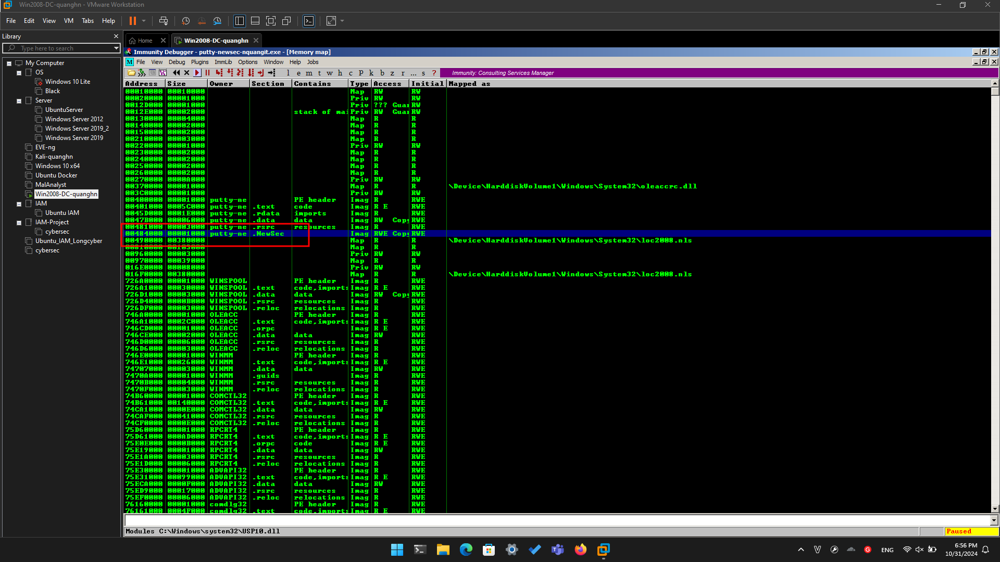 Win2008-DC-quanghn - VMware Workstation
File Edit View VM Tabs Help
Library
Type here to search
My Computer
OS
Windows 10 Lite
Black
Server
UbuntuServer
Windows Server 2012
Windows Server 2019_2
Windows Server 2019
EVE-ng
Kali-quanghn
Windows 10 x64
Ubuntu Docker
MalAnalyst
Win2008-DC-quanghn
IAM
Ubuntu IAM
IAM-Project
cybersec
Ubuntu_IAM_Longcyber
cybersec
Home Win2008-DC-quanghn
Immunity Debugger - putty-newsec-nquangit.exe - [Memory map]
M File View Debug Plugins ImmLib Options Window Help Jobs
l e m t w h c P k b z r ... s ? Immunity: Consulting Services Manager
Address Size Owner Section Contains Type Access Initial Mapped as
00010000 00010000 Map RW RW
00020000 00001000 Priv RW RW
0012D000 00001000 Priv ??? Guar RW
0012E000 00002000 stack of mai Priv RW Guar RW
00130000 00004000 Map R R
00140000 00002000 Map R R
00150000 00002000 Map R R
00210000 00003000 Map R R
00220000 00001000 Priv RW RW
00230000 00002000 Map R R
00240000 00002000 Map R R
00250000 00002000 Map R R
00260000 00002000 Map R R
00270000 0000A000 Priv RW RW
00370000 00001000 Map R R \Device\HarddiskVolume1\Windows\System32\oleaccrc.dll
003C0000 00001000 Priv RW RW
00400000 00001000 putty-ne PE header Imag R RWE
00401000 0005C000 putty-ne .text code Imag R E RWE
0045D000 0001E000 putty-ne .rdata imports Imag R RWE
0047B000 00006000 putty-ne .data data Imag RW Copy RWE
00481000 00003000 putty-ne .rsrc resources Imag R RWE
00484000 00001000 putty-ne .NewSec Imag RWE Copy RWE
00490000 00380000 Map R R \Device\HarddiskVolume1\Windows\System32\loc2008.nls
00810000 00103000 Map R R
00960000 00003000 Priv RW RW
00970000 00039000 Map R R
016E0000 00008000 Priv RW RW
016F0000 00380000 Map R R \Device\HarddiskVolume1\Windows\System32\loc2008.nls
726A0000 00001000 WINSPOOL PE header Imag R RWE
726A1000 00030000 WINSPOOL .text code,imports Imag R E RWE
726D1000 00003000 WINSPOOL .data data Imag RW Copy RWE
726D4000 0000B000 WINSPOOL .rsrc resources Imag R RWE
726DF000 00003000 WINSPOOL .reloc relocations Imag R RWE
746A0000 00001000 OLEACC PE header Imag R RWE
746A1000 0002C000 OLEACC .text code,imports Imag R E RWE
746CD000 00001000 OLEACC .orpc Imag R E RWE
746CE000 00002000 OLEACC .data data Imag RW RWE
746D0000 00006000 OLEACC .rsrc resources Imag R RWE
746D6000 00003000 OLEACC .reloc relocations Imag R RWE
746E0000 00001000 WINMM PE header Imag R RWE
746E1000 00026000 WINMM .text code,imports Imag R E RWE
74707000 00003000 WINMM .data data Imag RW RWE
7470A000 00001000 WINMM .guids Imag R RWE
7470B000 00004000 WINMM .rsrc resources Imag R RWE
7470F000 00003000 WINMM .reloc relocations Imag R RWE
74B60000 00001000 COMCTL32 PE header Imag R RWE
74B61000 00140000 COMCTL32 .text code,imports Imag R E RWE
74CA1000 0000E000 COMCTL32 .data data Imag RW RWE
74CAF000 00041000 COMCTL32 .rsrc resources Imag R RWE
74CF0000 0000E000 COMCTL32 .reloc relocations Imag R RWE
75D60000 00001000 RPCRT4 PE header Imag R RWE
75D61000 000AD000 RPCRT4 .text code,imports Imag R E RWE
75E0E000 0000B000 RPCRT4 .orpc code Imag R E RWE
75E19000 00001000 RPCRT4 .data data Imag RW RWE
75E1A000 00003000 RPCRT4 .rsrc resources Imag R RWE
75E1D000 00006000 RPCRT4 .reloc relocations Imag R RWE
75E30000 00001000 ADVAPI32 PE header Imag R RWE
75E31000 00099000 ADVAPI32 .text code,imports Imag R E RWE
75ECA000 0000F000 ADVAPI32 .data data Imag RW RWE
75ED9000 00017000 ADVAPI32 .rsrc resources Imag R RWE
75EF0000 00006000 ADVAPI32 .reloc relocations Imag R RWE
76160000 00001000 comdlg32 PE header Imag R RWE
76161000 0004F000 comdlg32 .text code,imports Imag R E RWE
Modules C:\Windows\system32\USP10.dll Paused
ENG 6:56 PM
10/31/2024